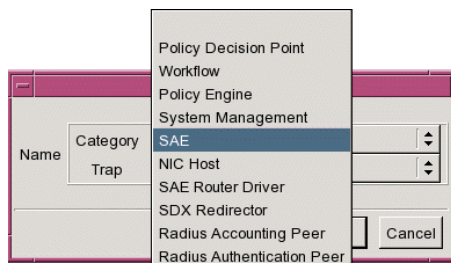 Policy Decision Point
Workflow
Policy Engine
System Management
SAE
NIC Host
SAE Router Driver
SDX Redirector
Radius Accounting Peer
Radius Authentication Peer
Name
Category
Trap
Cancel